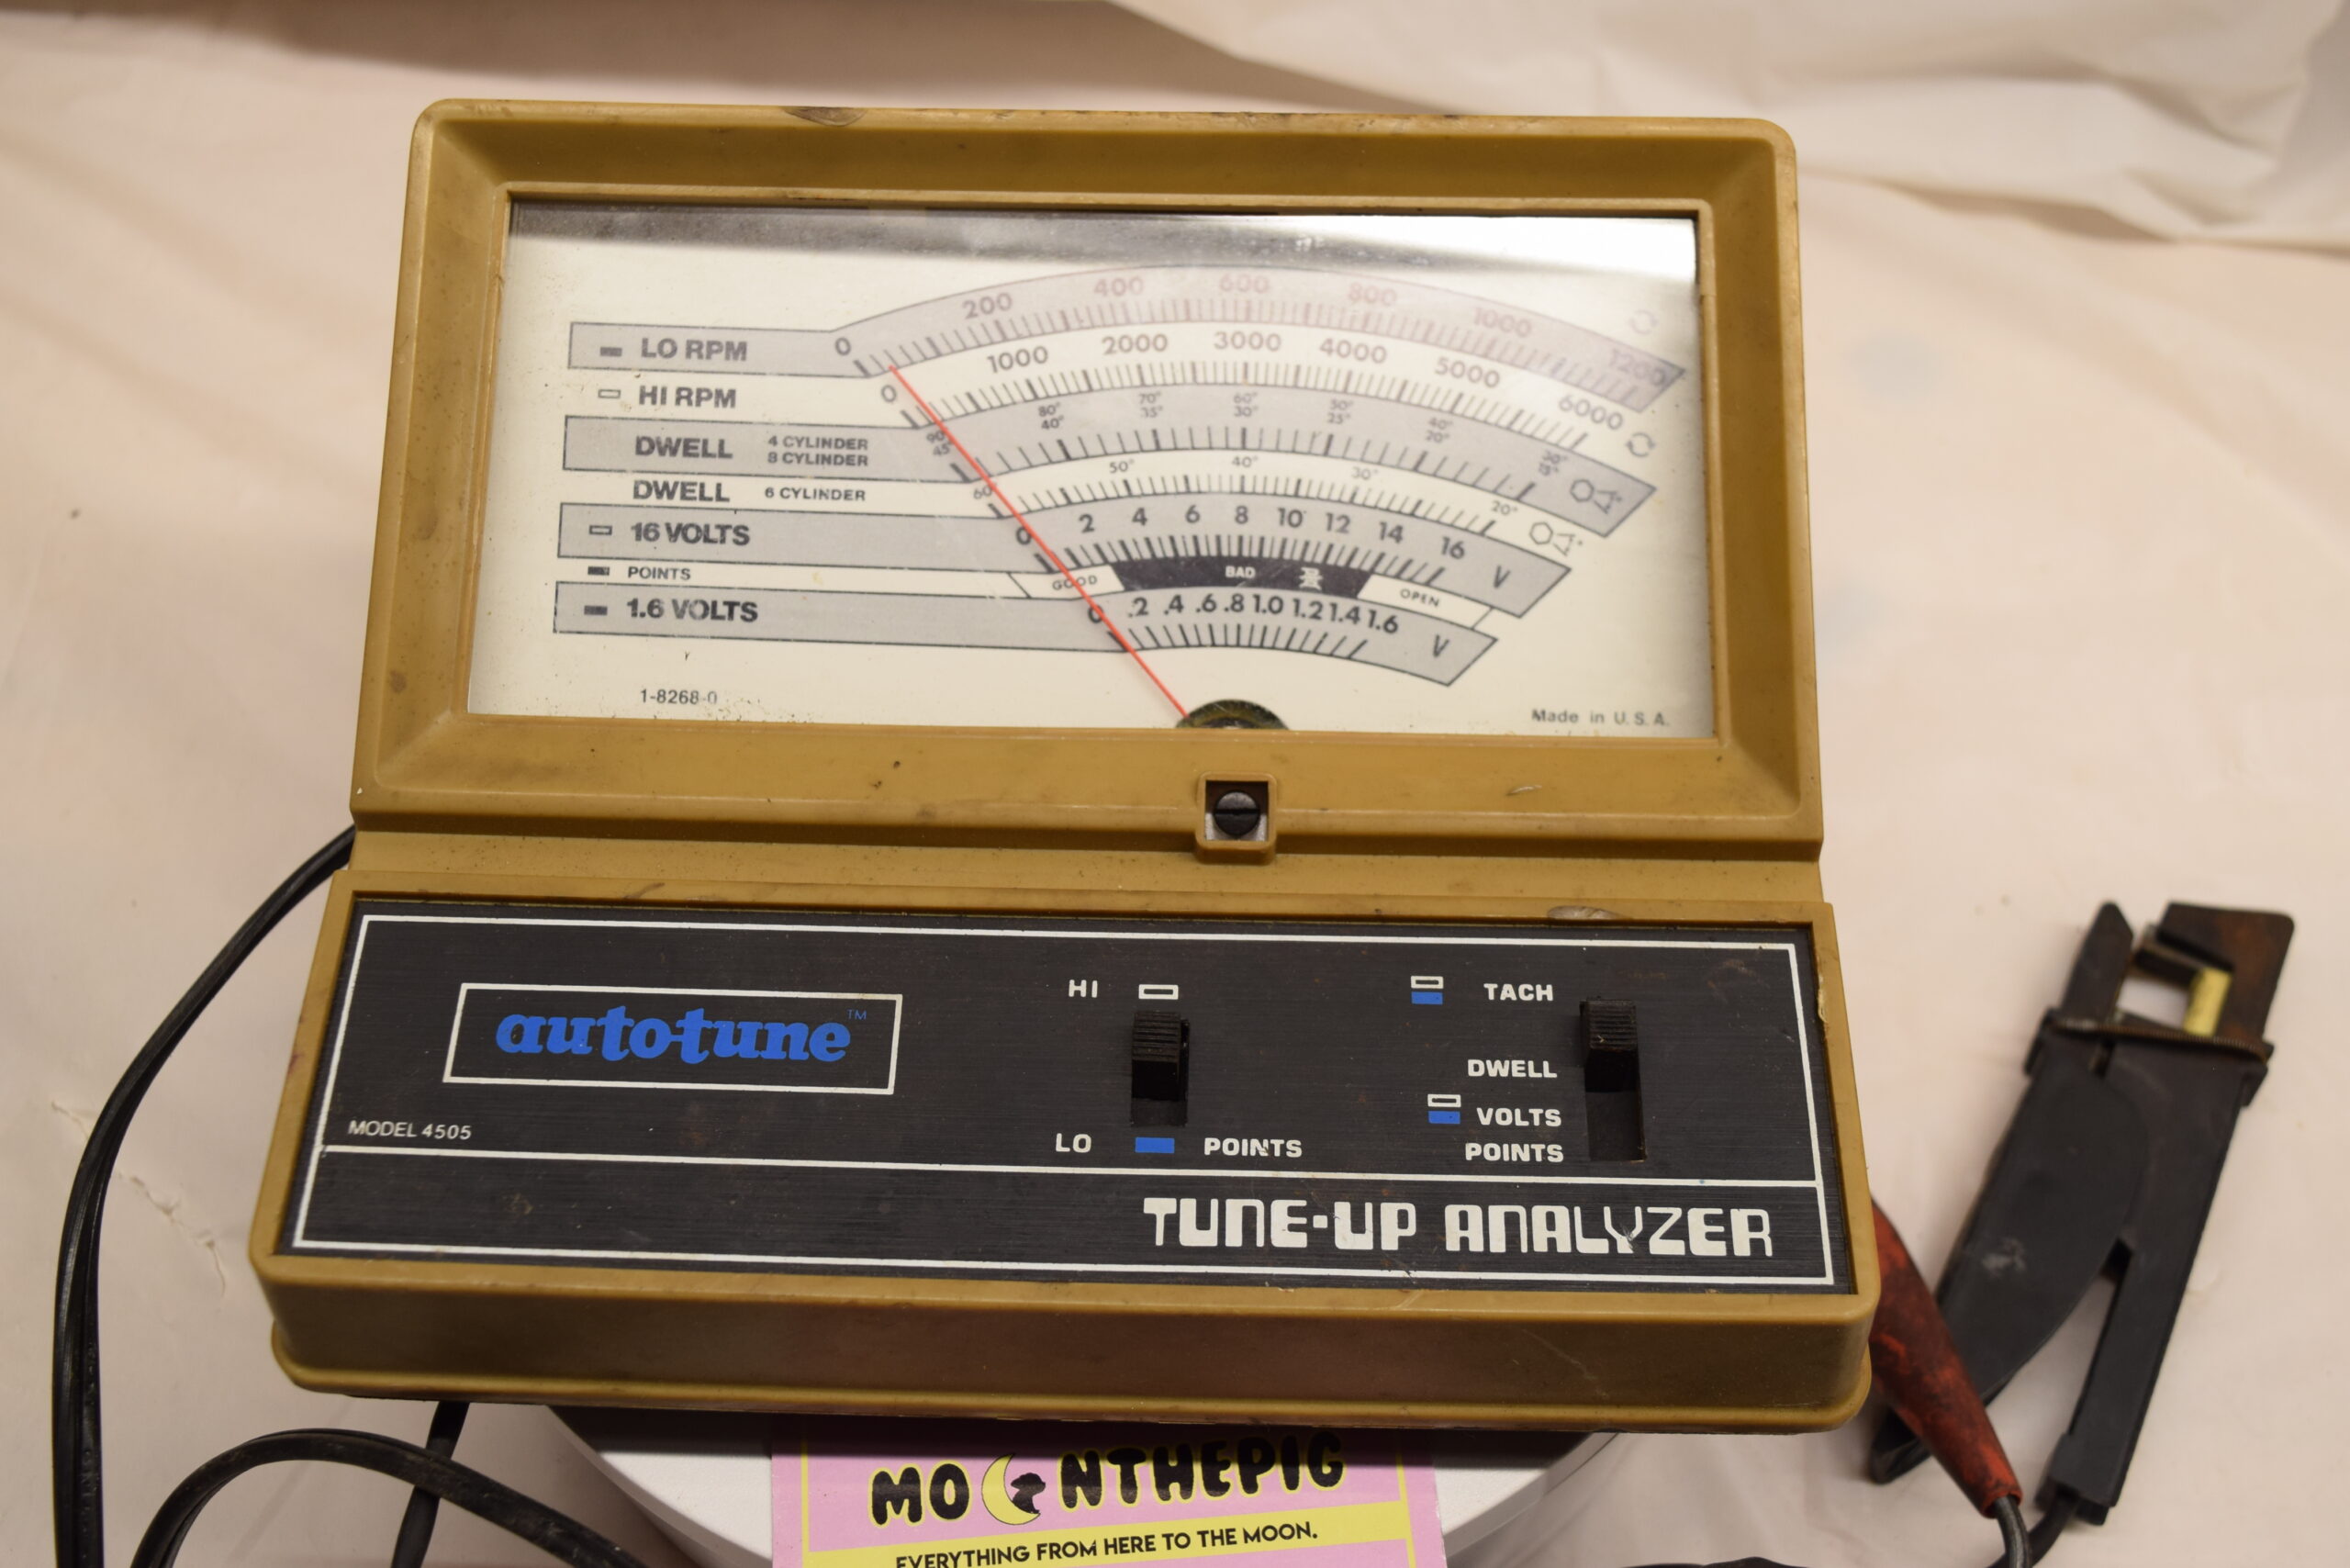 200 400 600 800 1000 1200
LO RPM 0
1000 2000 3000 4000 5000 6000
HI RPM 0
80° 70° 60° 50° 40° 30°
90° 40° 35° 30° 25° 20° 15°
DWELL 4 CYLINDER 45°
8 CYLINDER
50° 40° 30° 20°
DWELL 6 CYLINDER 60°
16 VOLTS 0 2 4 6 8 10 12 14 16 V
POINTS GOOD BAD OPEN
1.6 VOLTS 0 .2 .4 .6 .8 1.0 1.2 1.4 1.6 V
1-8268-0 Made in U.S.A.
HI TACH
auto-tune™
DWELL
VOLTS
MODEL 4505
LO POINTS POINTS
TUNE-UP ANALYZER
MOONTHEPIG
EVERYTHING FROM HERE TO THE MOON.